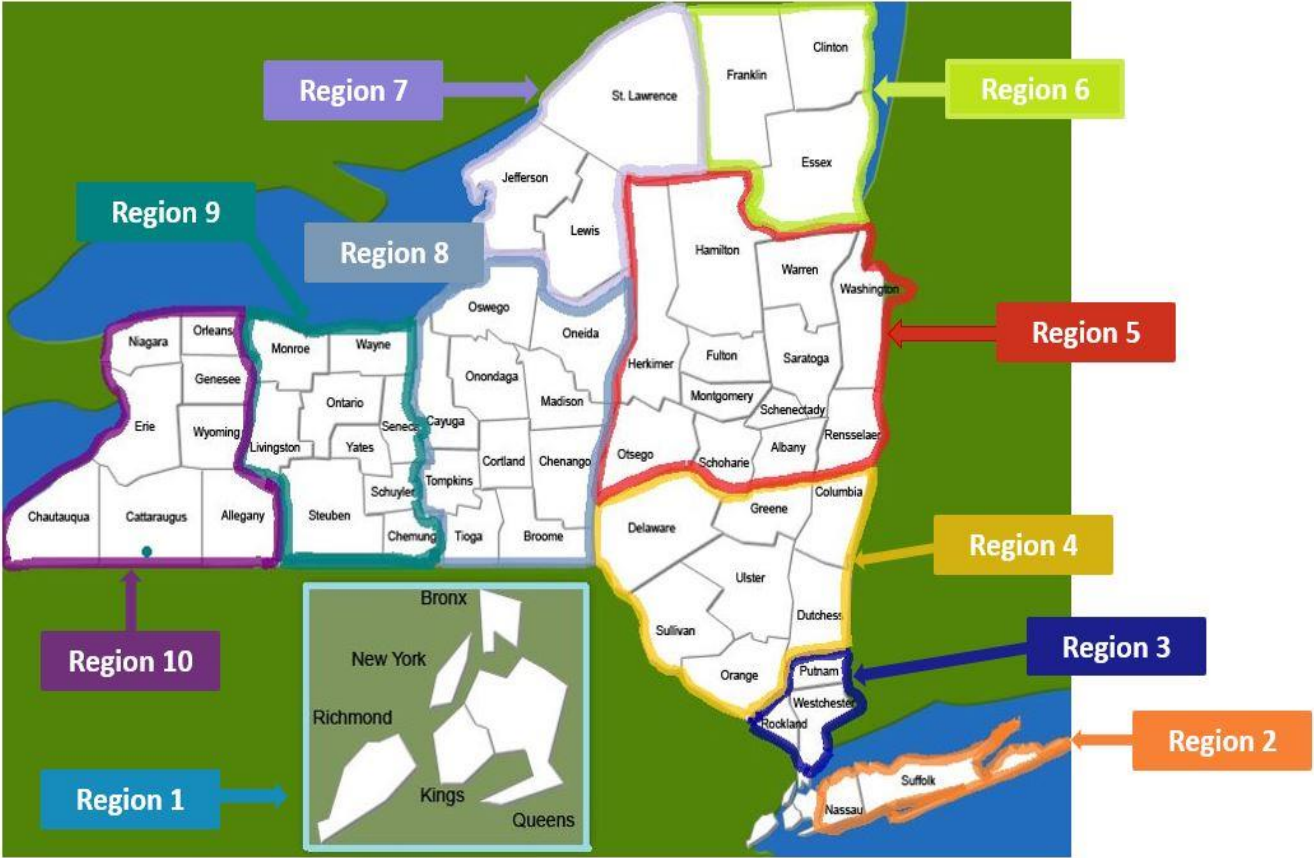 Clinton
Franklin
Region 7
Region 6
St. Lawrence
Essex
Jefferson
Region 9
Lewis
Region 8
Hamilton
Warren
Washington
Oswego
Oneida
Orleans
Niagara
Monroe
Wayne
Region 5
Herkimer
Fulton
Saratoga
Genesee
Onondaga
Madison
Montgomery
Schenectady
Ontario
Erie
Wyoming
Seneca
Cayuga
Livingston
Yates
Otsego
Schoharie
Albany
Rensselaer
Cortland
Chenango
Tompkins
Schuyler
Columbia
Greene
Chautauqua
Cattaraugus
Allegany
Steuben
Chemung
Tioga
Broome
Delaware
Region 4
Ulster
Bronx
Dutchess
Sullivan
New York
Region 10
Region 3
Orange
Putnam
Westchester
Richmond
Rockland
Region 2
Suffolk
Region 1
Kings
Queens
Nassau